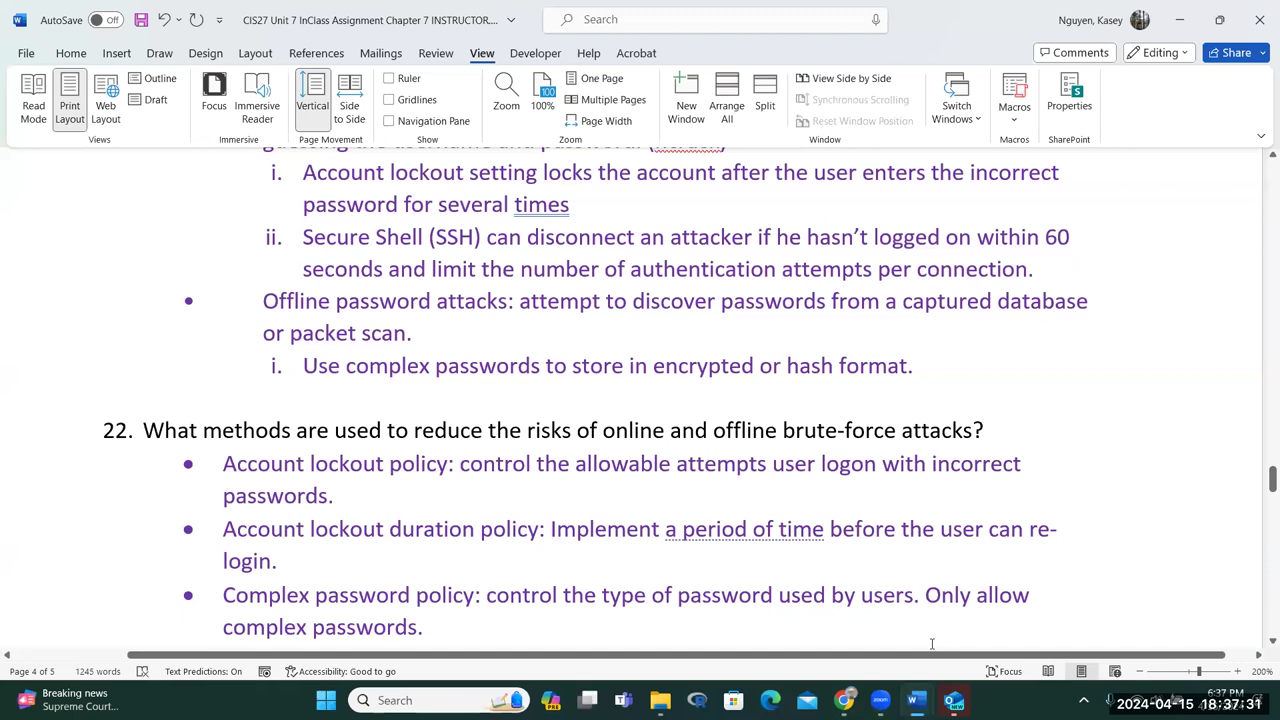 AutoSave Off CIS27 Unit 7 InClass Assignment Chapter 7 INSTRUCTOR.... Search Nguyen, Kasey
File Home Insert Draw Design Layout References Mailings Review View Developer Help Acrobat Comments Editing Share
Read Mode
Print Layout
Web Layout
Outline
Draft
Views
Focus
Immersive Reader
Immersive
Vertical
Side to Side
Page Movement
Ruler
Gridlines
Navigation Pane
Show
Zoom
100%
One Page
Multiple Pages
Page Width
Zoom
New Window
Arrange All
Split
View Side by Side
Synchronous Scrolling
Reset Window Position
Window
Switch Windows
Macros
Macros
Properties
SharePoint
i. Account lockout setting locks the account after the user enters the incorrect
password for several times
ii. Secure Shell (SSH) can disconnect an attacker if he hasn’t logged on within 60
seconds and limit the number of authentication attempts per connection.
• Offline password attacks: attempt to discover passwords from a captured database
or packet scan.
i. Use complex passwords to store in encrypted or hash format.
22. What methods are used to reduce the risks of online and offline brute-force attacks?
• Account lockout policy: control the allowable attempts user logon with incorrect
passwords.
• Account lockout duration policy: Implement a period of time before the user can re-
login.
• Complex password policy: control the type of password used by users. Only allow
complex passwords.
Page 4 of 5 1245 words Text Predictions: On Accessibility: Good to go Focus 200%
Breaking news
Supreme Court...
Search
PRE
zoom
NEW
6:37 PM
2024-04-15 18:37:31